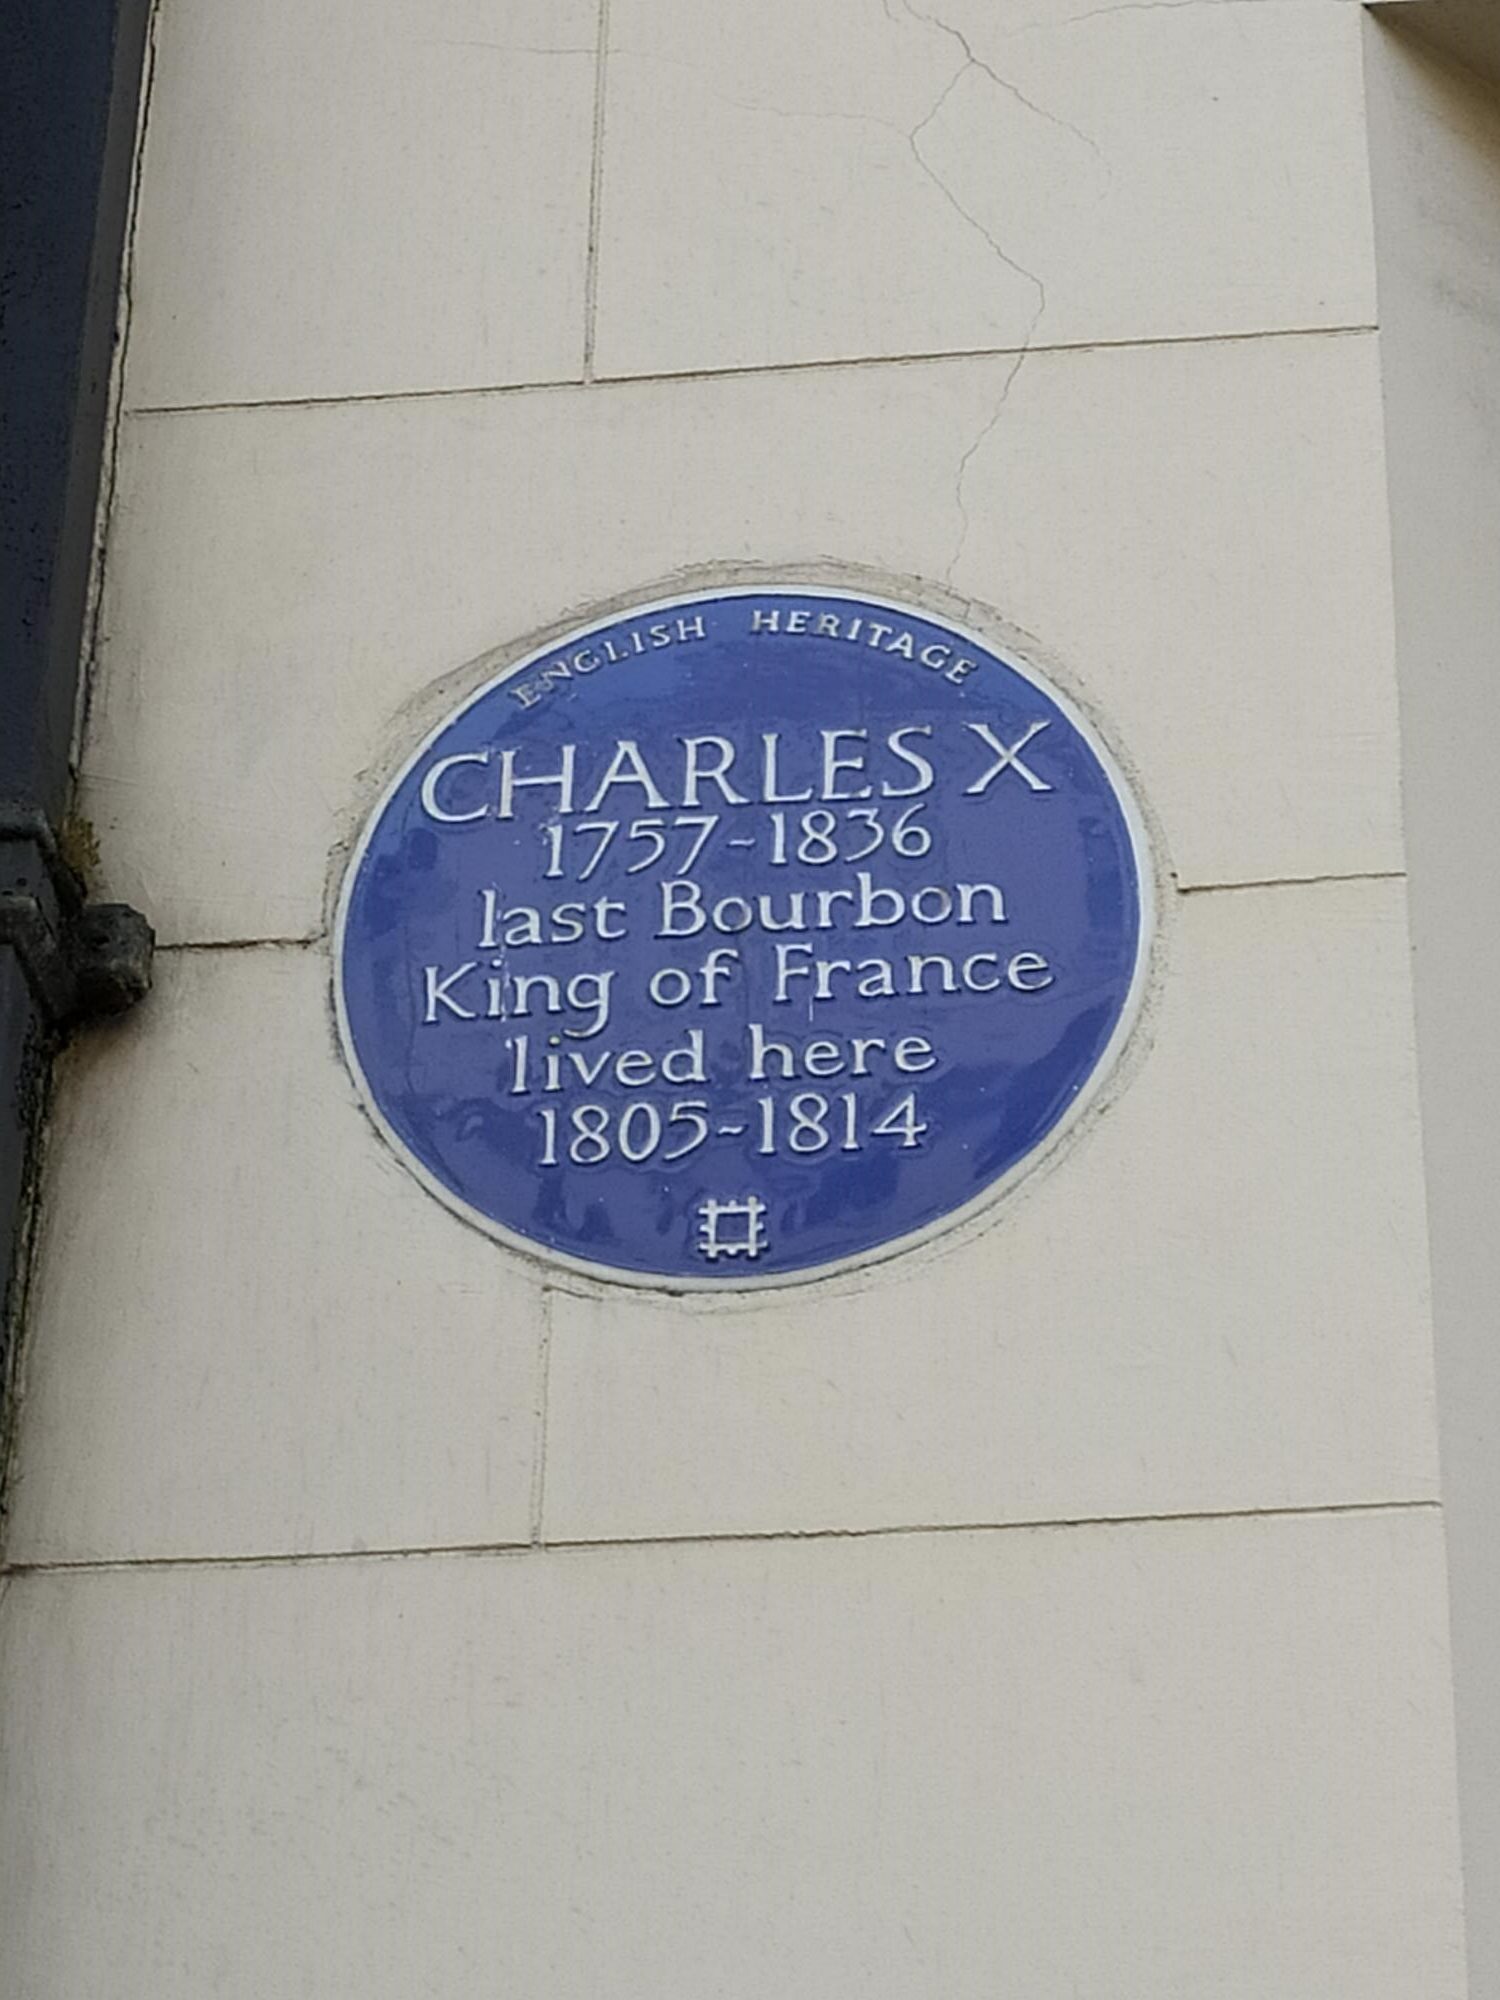 ENGLISH HERITAGE
CHARLES X
1757-1836
last Bourbon
King of France
lived here
1805-1814